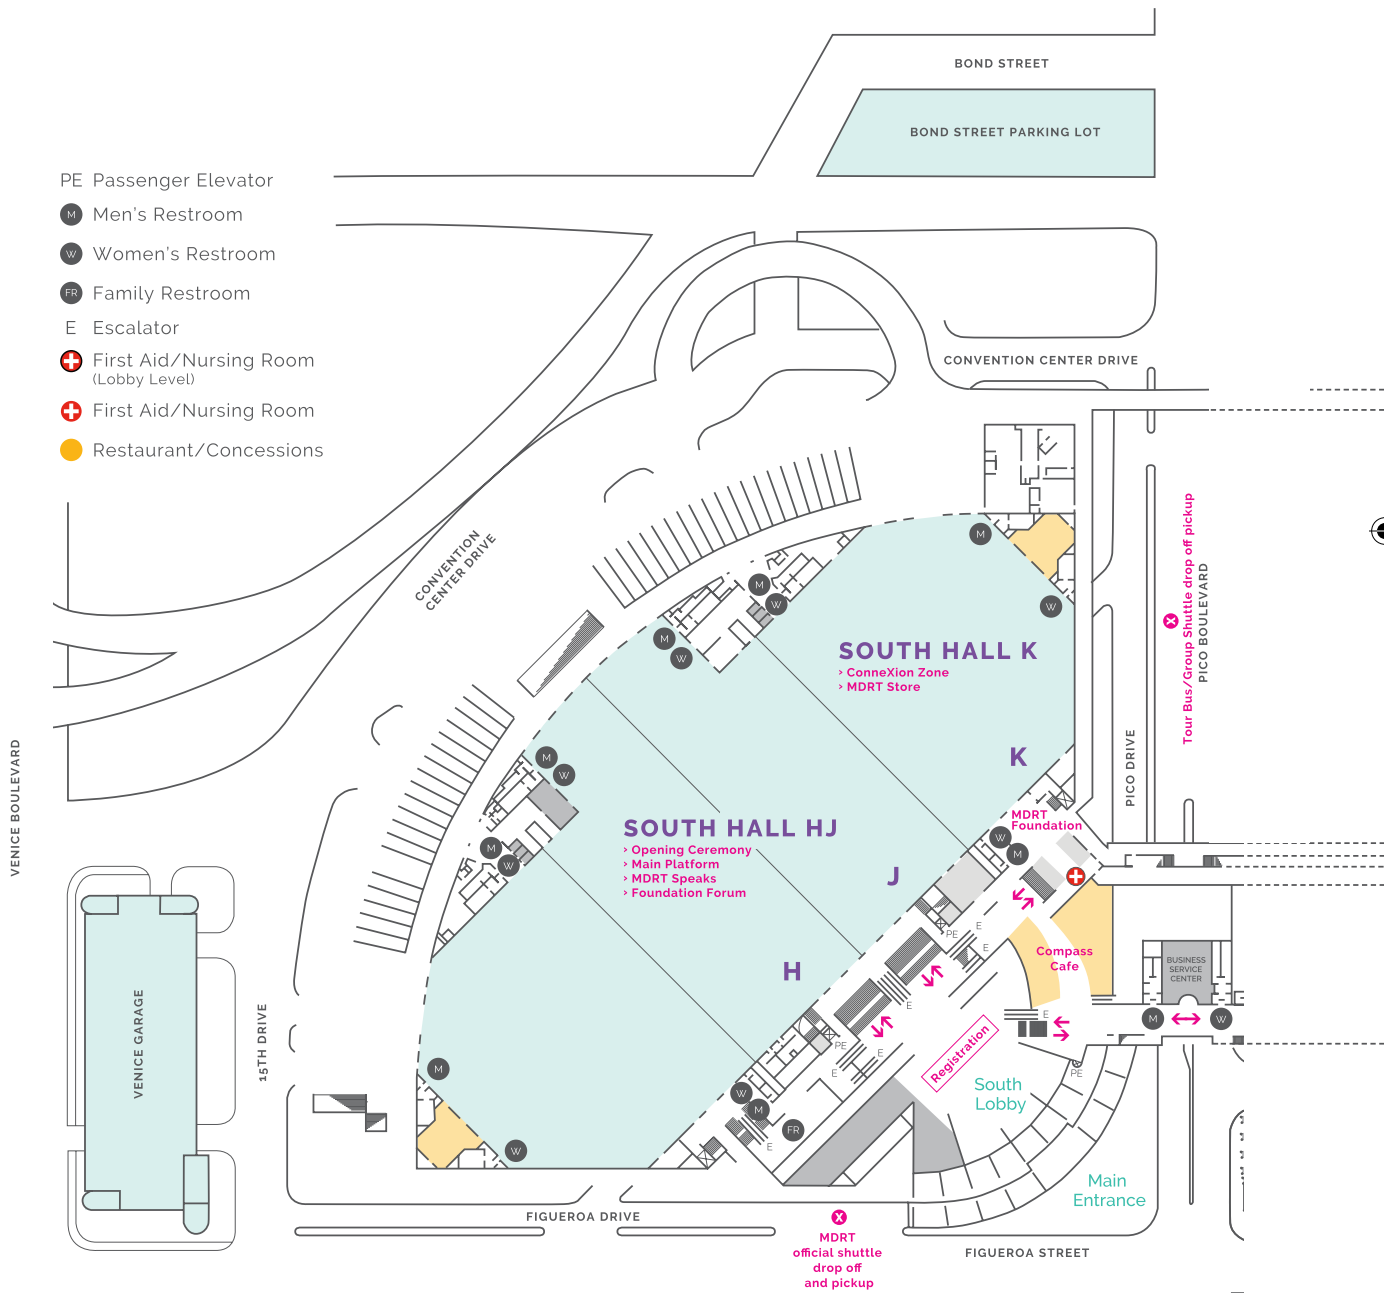 BOND STREET
BOND STREET PARKING LOT
PE Passenger Elevator
M Men's Restroom
W Women's Restroom
FR Family Restroom
E Escalator
First Aid/Nursing Room
(Lobby Level)
First Aid/Nursing Room
Restaurant/Concessions
CONVENTION CENTER DRIVE
CONVENTION
CENTER DRIVE
Tour Bus/Group Shuttle drop off pickup
X
PICO BOULEVARD
PICO DRIVE
VENICE BOULEVARD
M
W
M
W
M
W
SOUTH HALL K
› ConneXion Zone
› MDRT Store
K
M
W
M
W
SOUTH HALL HJ
› Opening Ceremony
› Main Platform
› MDRT Speaks
› Foundation Forum
MDRT
Foundation
W
M
J
PE
E
E
H
E
Compass
Cafe
BUSINESS
SERVICE
CENTER
M
W
E
PE
E
E
Registration
PE
South
Lobby
VENICE GARAGE
15TH DRIVE
M
W
W
M
FR
E
Main
Entrance
FIGUEROA DRIVE
X
MDRT
official shuttle
drop off
and pickup
FIGUEROA STREET